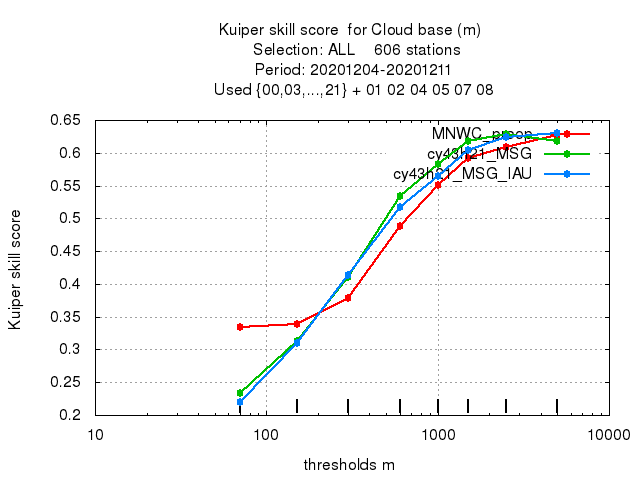 Kuiper skill score for Cloud base (m)
Selection: ALL 606 stations
Period: 20201204-20201211
Used {00,03,...,21} + 01 02 04 05 07 08
0.65
0.6
0.55
0.5
0.45
0.4
0.35
0.3
0.25
0.2
Kuiper skill score
MNWC_preop
cy43h21_MSG
cy43h21_MSG_IAU
10
100
1000
10000
thresholds m